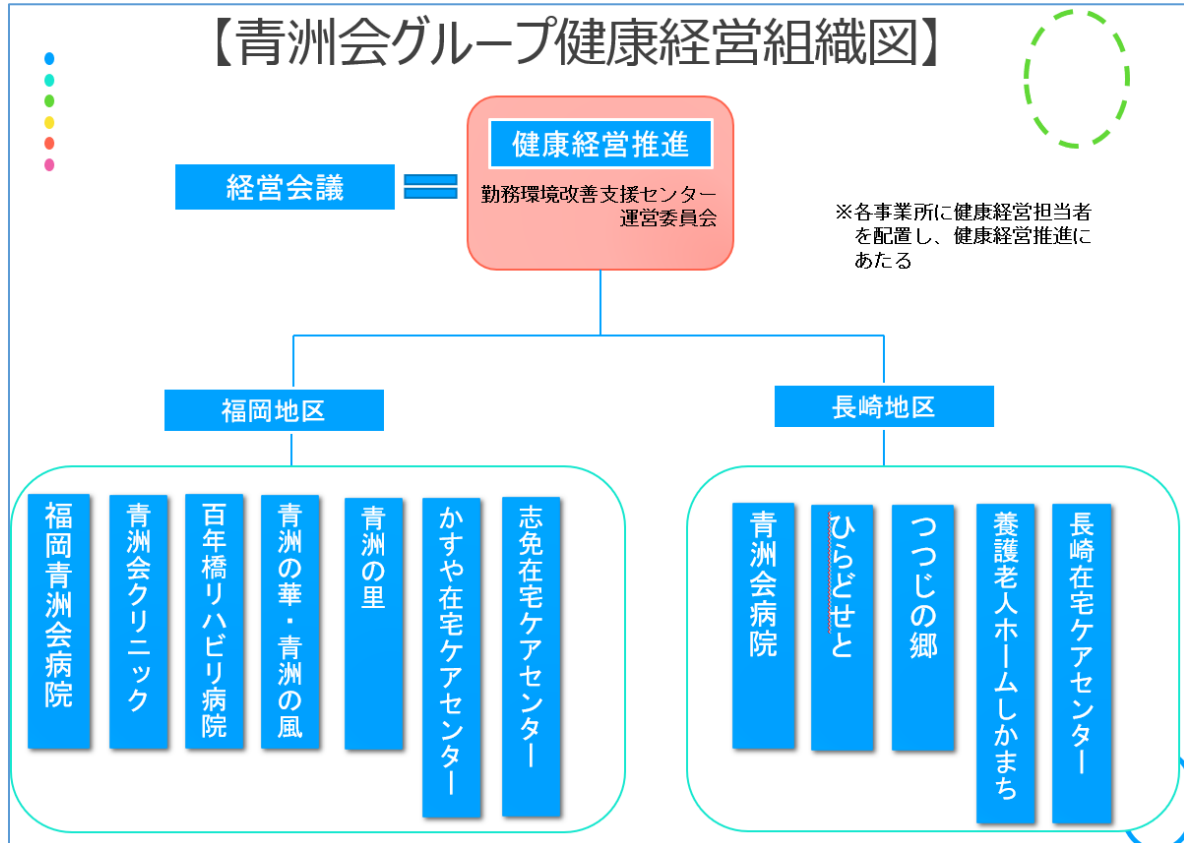 【青洲会グループ健康経営組織図】
健康経営推進
経営会議
勤務環境改善支援センター
運営委員会
※各事業所に健康経営担当者
を配置し、健康経営推進に
あたる
福岡地区
長崎地区
福岡青洲会病院
青洲会クリニック
百年橋リハビリ病院
青洲の華・青洲の風
青洲の里
かすや在宅ケアセンター
志免在宅ケアセンター
青洲会病院
ひらどせと
つつじの郷
養護老人ホームしかまち
長崎在宅ケアセンター